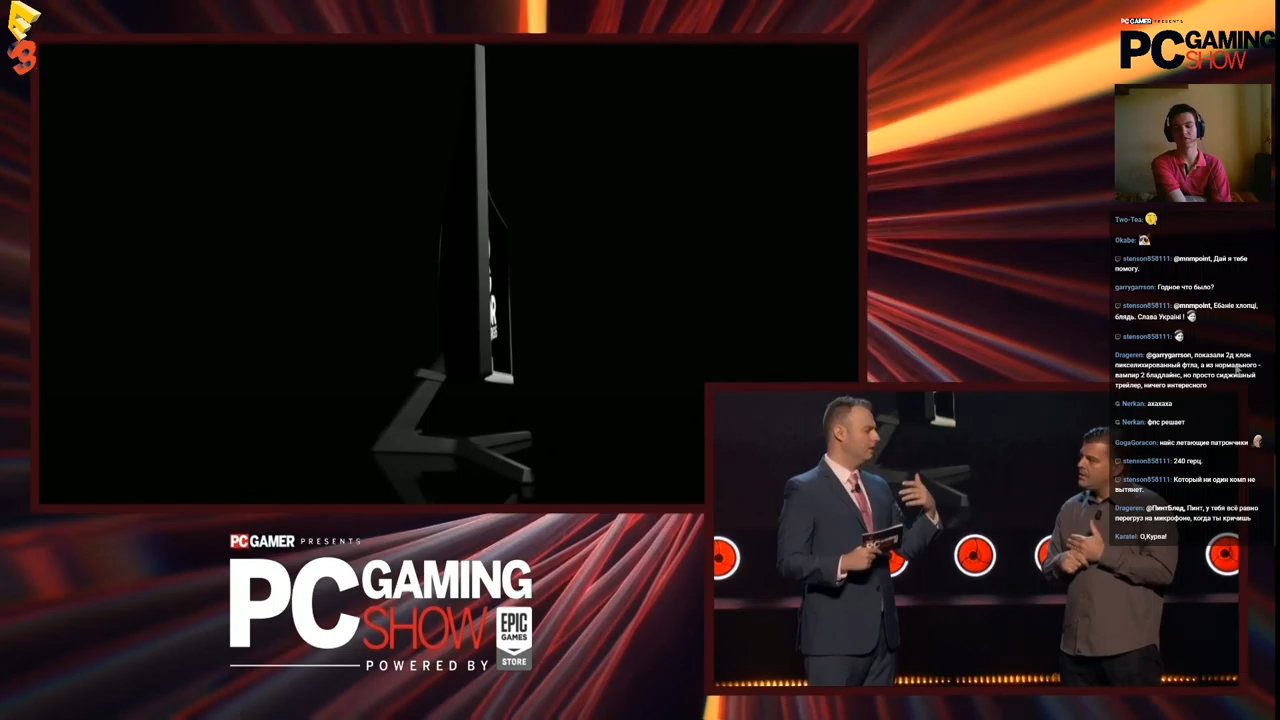 E3
PC GAMER PRESENTS
PC GAMING
SHOW
Two-Tea:
Okabe:
stenson858111: @mnmpoint, Дай я тебе
помогу.
garrygarrson: Годное что было?
stenson858111: @mnmpoint, Ебаніе хлопці,
блядь. Слава Україні !
stenson858111:
Drageren: @garrygarrson, показали 2д клон
пикселизированный фтла, а из нормального -
вампир 2 бладлайнс, но просто сиджишный
трейлер, ничего интересного
Nerkan: ахахаха
Nerkan: фпс решает
GogaGoracon: найс летающие патрончики
stenson858111: 240 герц.
stenson858111: Который ни один комп не
вытянет.
Drageren: @ПинтБлед, Пинт, у тебя всё равно
перегруз на микрофоне, когда ты кричишь
Karalel: О,Курва!
R
PC GAMER PRESENTS
PC GAMING
SHOW
EPIC
GAMES
STORE
POWERED BY